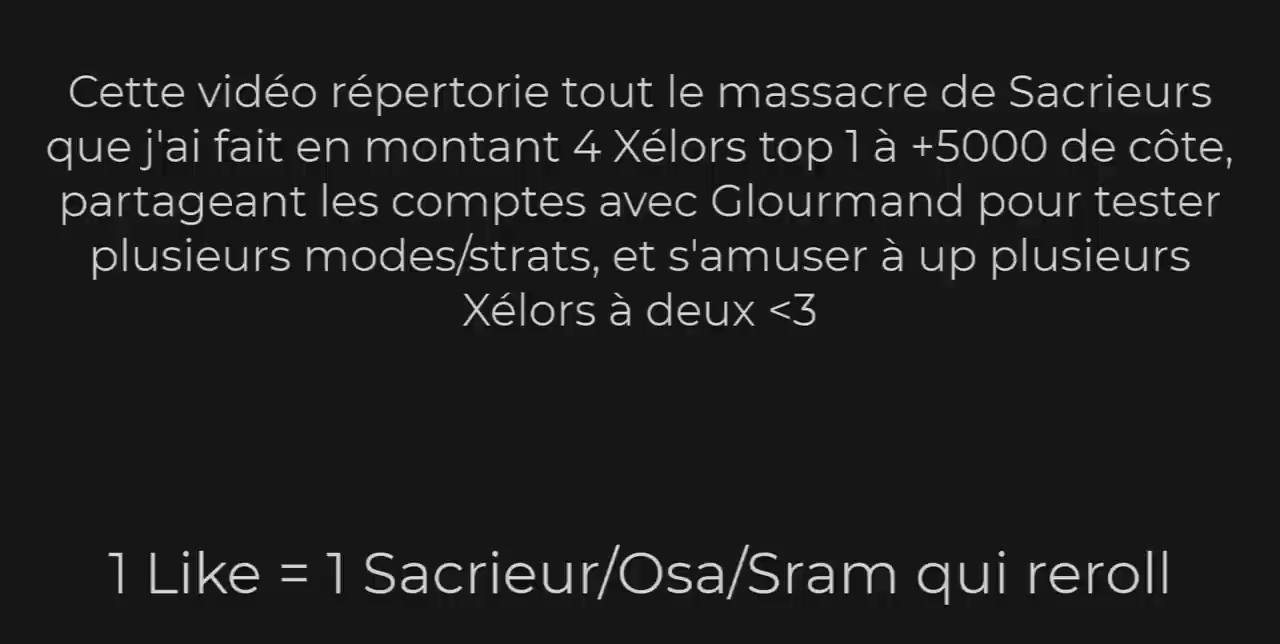 Cette vidéo répertorie tout le massacre de Sacrieurs
que j'ai fait en montant 4 Xélors top 1 à +5000 de côte,
partageant les comptes avec Glourmand pour tester
plusieurs modes/strats, et s'amuser à up plusieurs
Xélors à deux <3
1 Like = 1 Sacrieur/Osa/Sram qui reroll